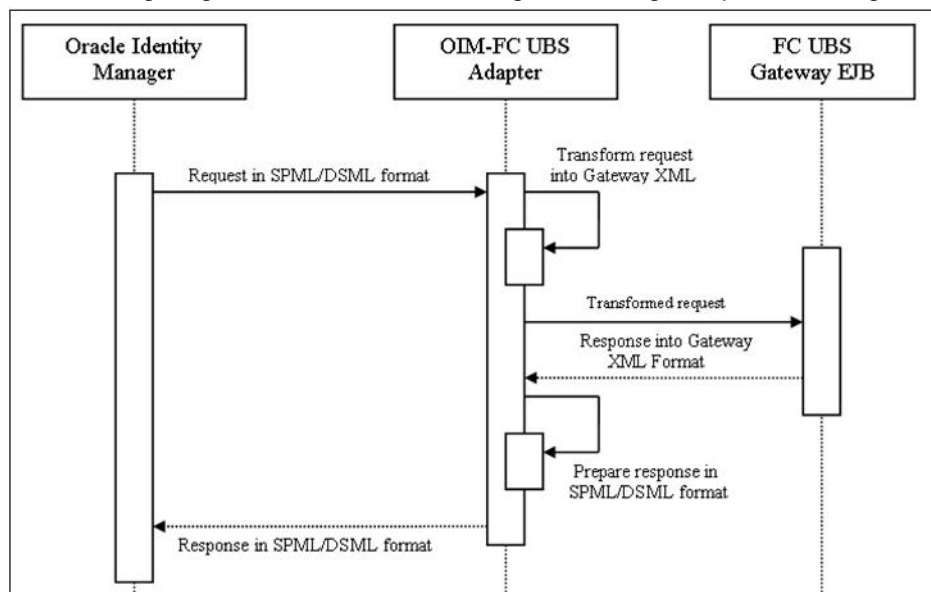 Oracle Identity
Manager
OIM-FC UBS
Adapter
FC UBS
Gateway EJB
Transform request
into Gateway XML
Request in SPML/DSML format
Transformed request
Response into Gateway
XML Format
Prepare response in
SPML/DSML format
Response in SPML/DSML format